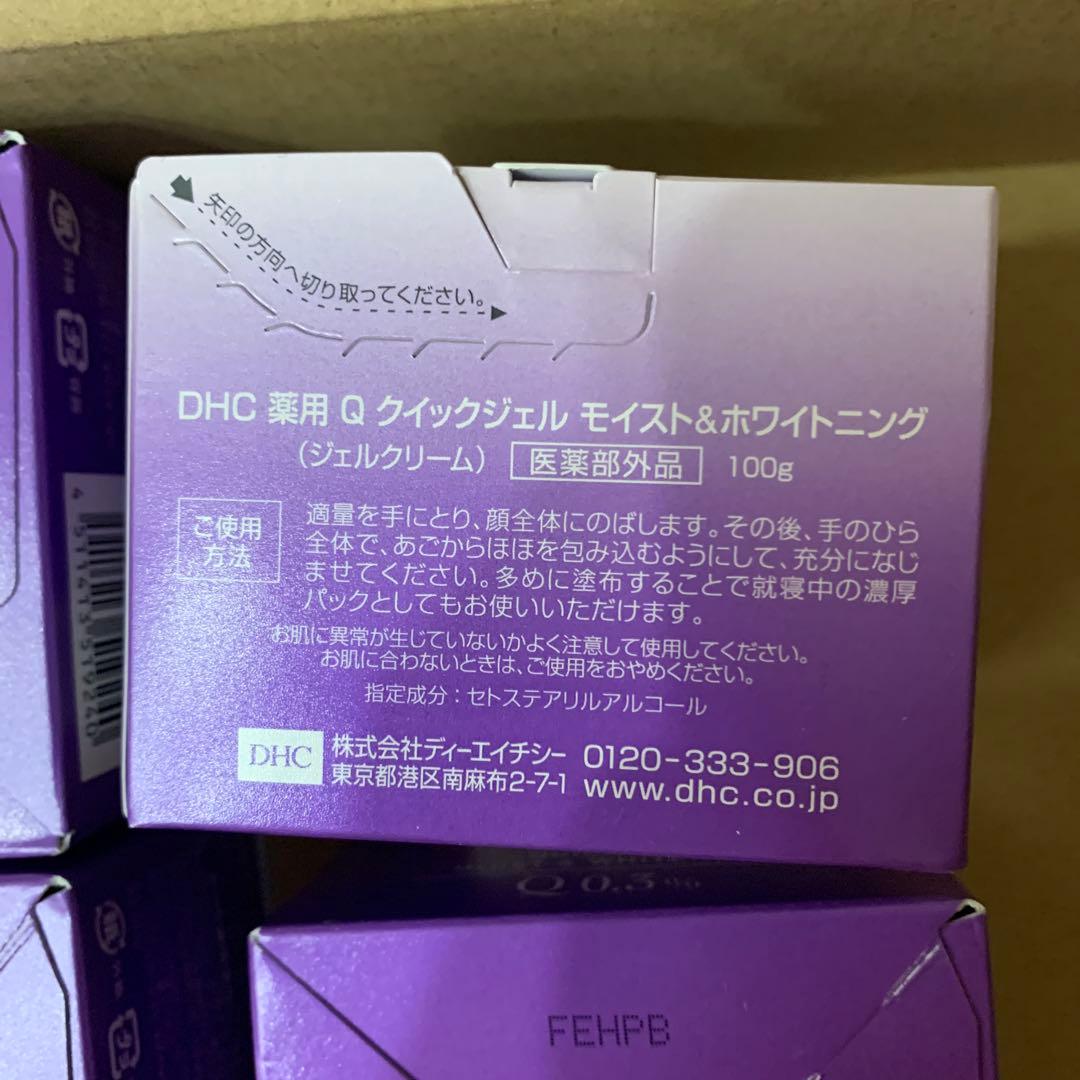 矢印の方向へ切り取ってください。
DHC 薬用 Q クイックジェル モイスト&ホワイトニング
(ジェルクリーム) 医薬部外品 100g
ご使用
方法
適量を手にとり、顔全体にのばします。その後、手のひら
全体で、あごからほほを包み込むようにして、充分になじ
ませてください。多めに塗布することで就寝中の濃厚
パックとしてもお使いいただけます。
お肌に異常が生じていないかよく注意して使用してください。
お肌に合わないときは、ご使用をおやめください。
指定成分:セトステアリルアルコール
DHC
株式会社ディーエイチシー 0120-333-906
東京都港区南麻布2-7-1 www.dhc.co.jp
4 511413 519240
Q 0.3%
FEHPB